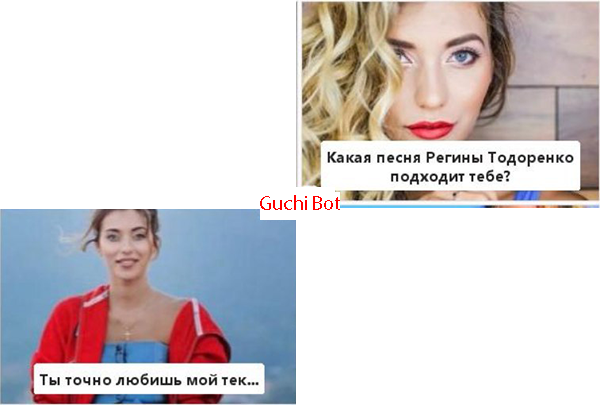 Какая песня Регины Тодоренко
подходит тебе?
Guchi Bot
Ты точно любишь мой тек...